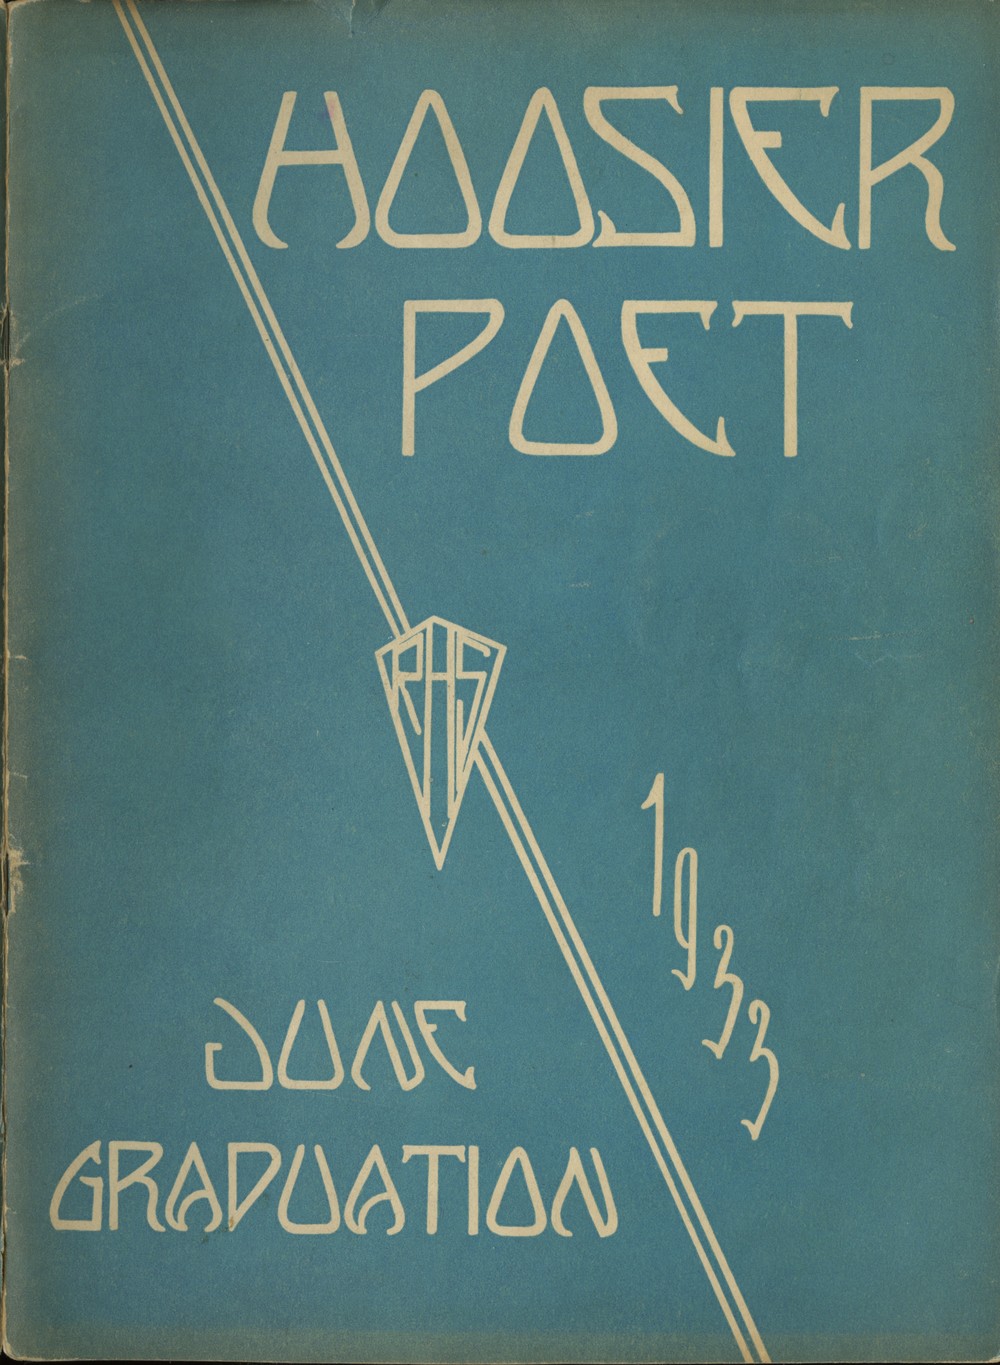 HOOSIER
POET
RHS
1933
JUNE
GRADUATION